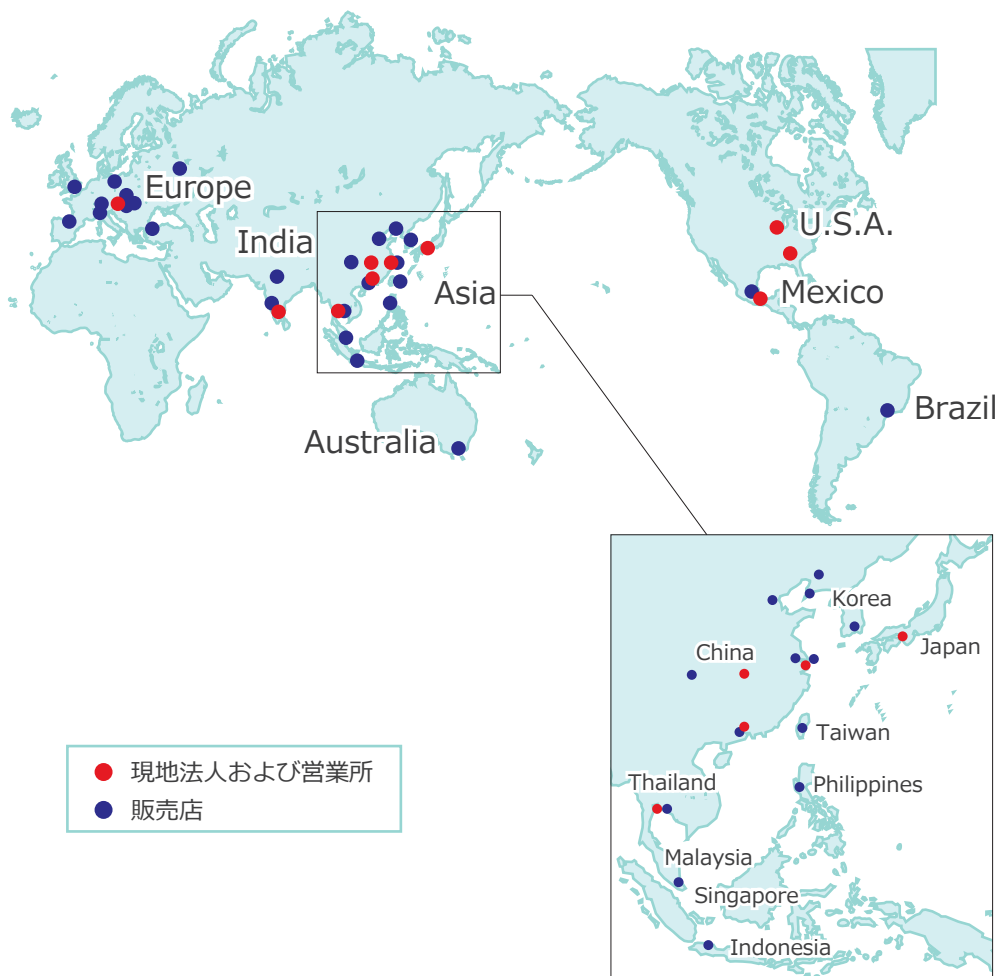 Europe
India
Asia
U.S.A.
Mexico
Brazil
Australia
Korea
Japan
China
Taiwan
Thailand
Philippines
Malaysia
Singapore
Indonesia
現地法人および営業所
販売店